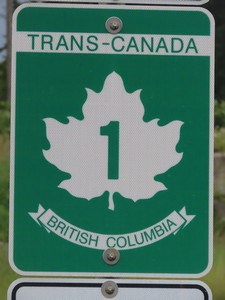 TRANS-CANADA
1
BRITISH COLUMBIA